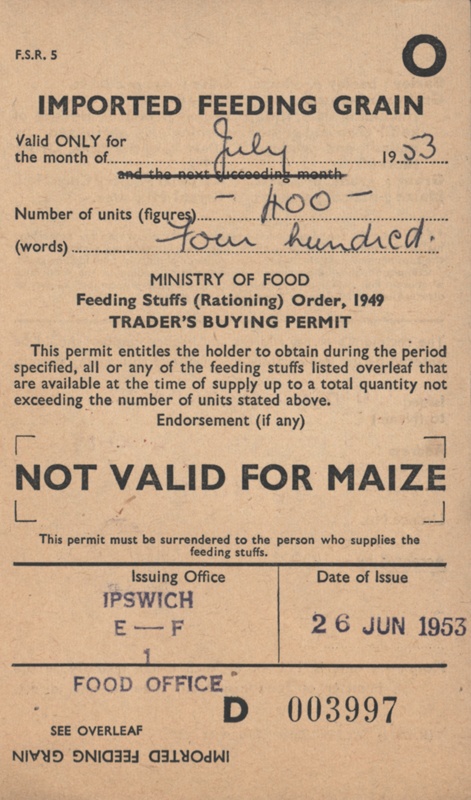 F.S.R. 5
O
IMPORTED FEEDING GRAIN
Valid ONLY for
the month of July 1953
and the next succeeding month
Number of units (figures) - 400 -
(words) Four hundred.
MINISTRY OF FOOD
Feeding Stuffs (Rationing) Order, 1949
TRADER'S BUYING PERMIT
This permit entitles the holder to obtain during the period
specified, all or any of the feeding stuffs listed overleaf that
are available at the time of supply up to a total quantity not
exceeding the number of units stated above.
Endorsement (if any)
NOT VALID FOR MAIZE
This permit must be surrendered to the person who supplies the
feeding stuffs.
Issuing Office
Date of Issue
IPSWICH
E — F
1
26 JUN 1953
FOOD OFFICE
D 003997
SEE OVERLEAF
IMPORTED FEEDING GRAIN